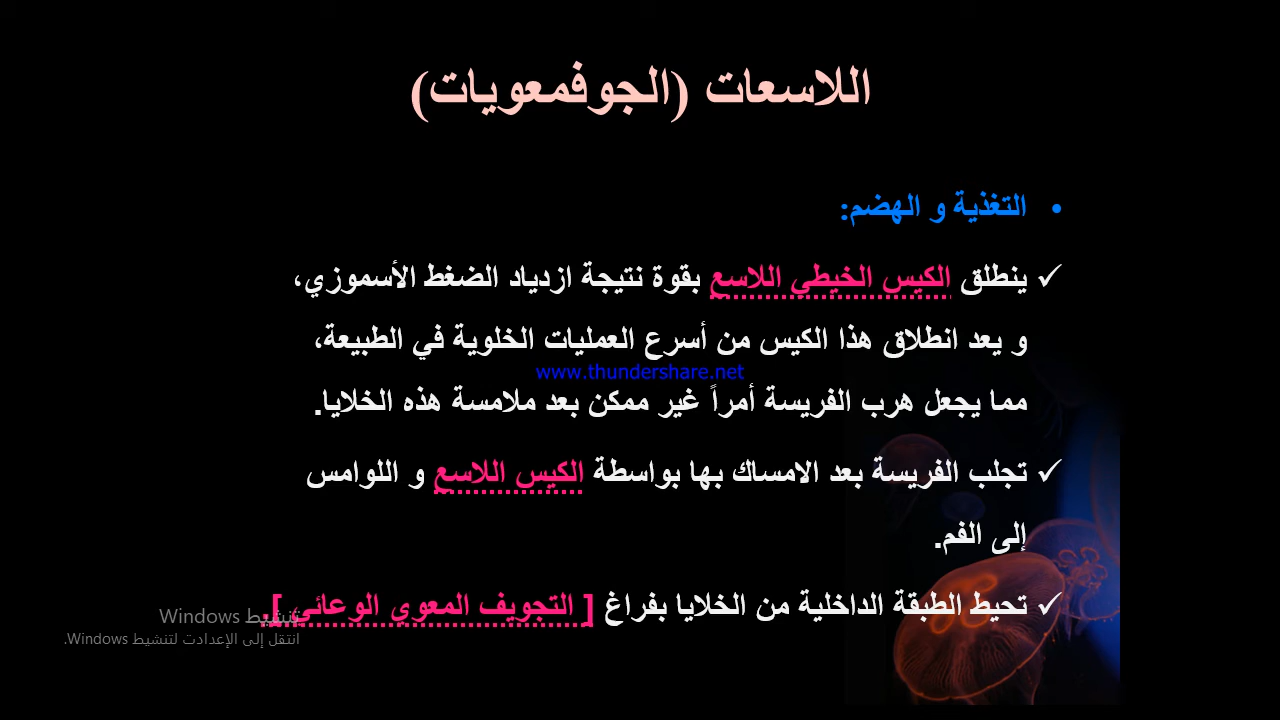 اللاسعات (الجوفمعويات)
• التغذية و الهضم:
✓ ينطلق الكيس الخيطي اللاسع بقوة نتيجة ازدياد الضغط الأسموزي،
و يعد انطلاق هذا الكيس من أسرع العمليات الخلوية في الطبيعة،
www.thundershare.net
مما يجعل هرب الفريسة أمراً غير ممكن بعد ملامسة هذه الخلايا.
✓ تجلب الفريسة بعد الامساك بها بواسطة الكيس اللاسع و اللوامس
إلى الفم.
✓ تحيط الطبقة الداخلية من الخلايا بفراغ [ التجويف المعوي الوعائي ].
تنشيط Windows
انتقل إلى الإعدادت لتنشيط Windows.